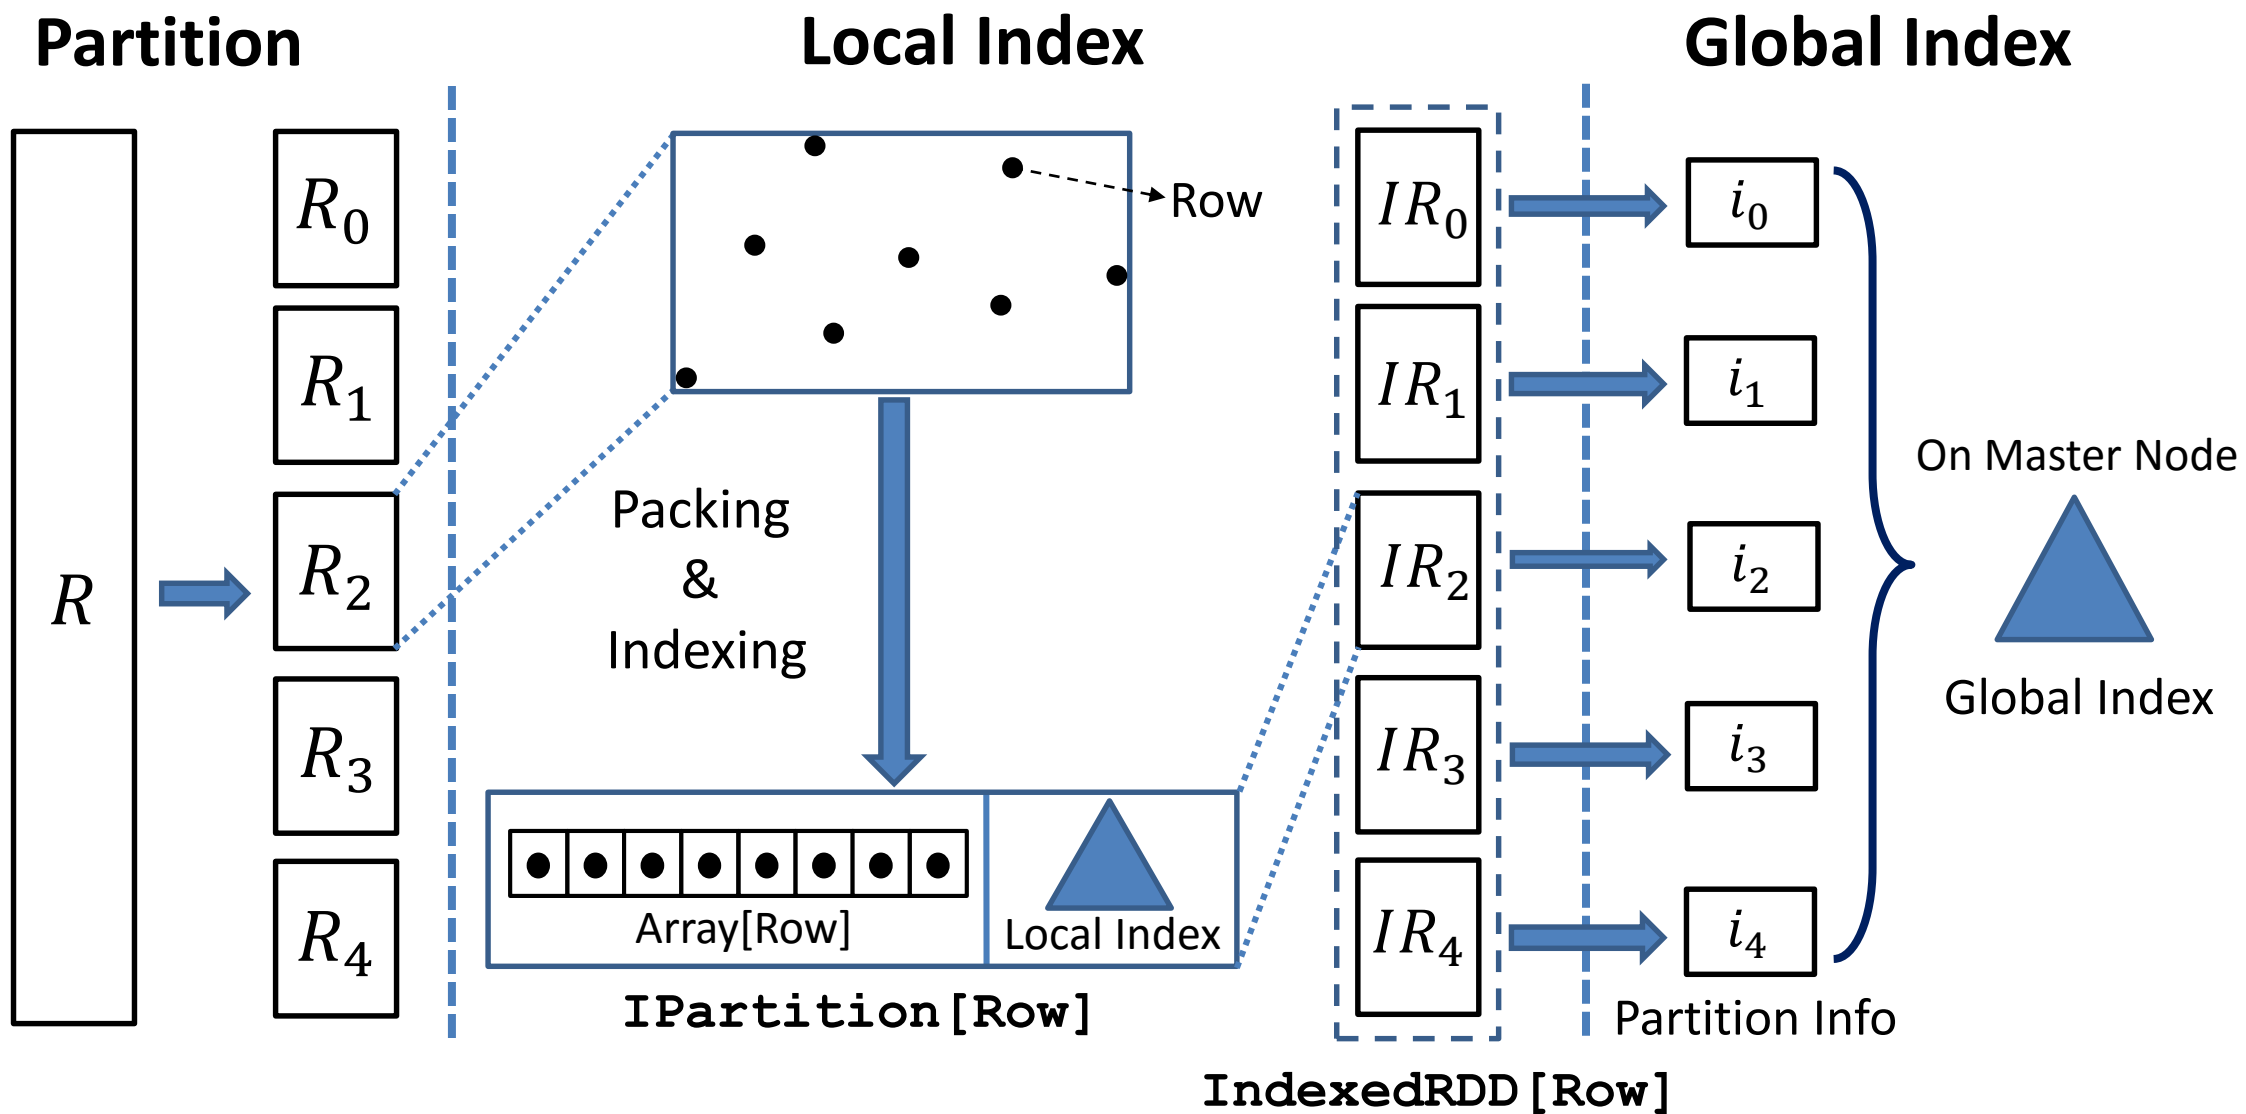 Partition
Local Index
Global Index
R
R₀
R₁
R₂
R₃
R₄
Row
Packing
&
Indexing
Array[Row]
Local Index
IPartition[Row]
IR₀
IR₁
IR₂
IR₃
IR₄
IndexedRDD[Row]
i₀
i₁
i₂
i₃
i₄
Partition Info
On Master Node
Global Index